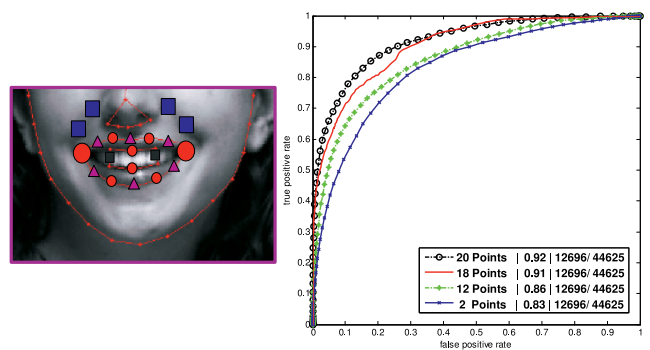 1
0.9
0.8
0.7
0.6
0.5
0.4
0.3
0.2
0.1
0
true positive rate
20 Points | 0.92 | 12696/ 44625
18 Points | 0.91 | 12696/ 44625
12 Points | 0.86 | 12696/ 44625
2 Points | 0.83 | 12696/ 44625
0 0.1 0.2 0.3 0.4 0.5 0.6 0.7 0.8 0.9 1
false positive rate